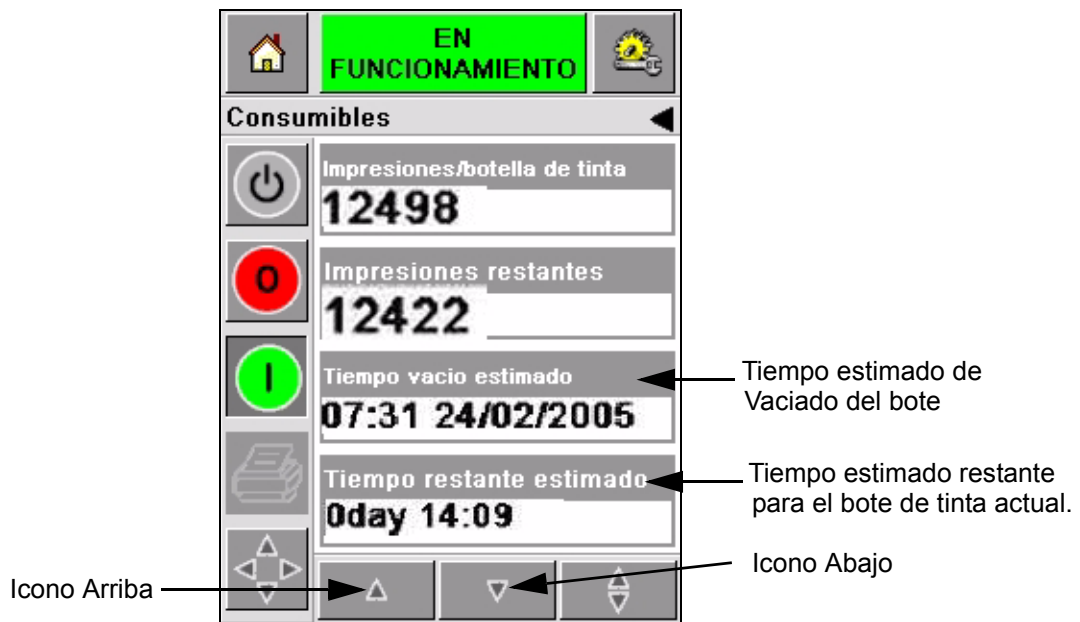 EN
FUNCIONAMIENTO
Consumibles
Impresiones/botella de tinta
12498
Impresiones restantes
12422
Tiempo vacio estimado
07:31 24/02/2005
Tiempo restante estimado
0day 14:09
Tiempo estimado de
Vaciado del bote
Tiempo estimado restante
para el bote de tinta actual.
Icono Abajo
Icono Arriba
0
I